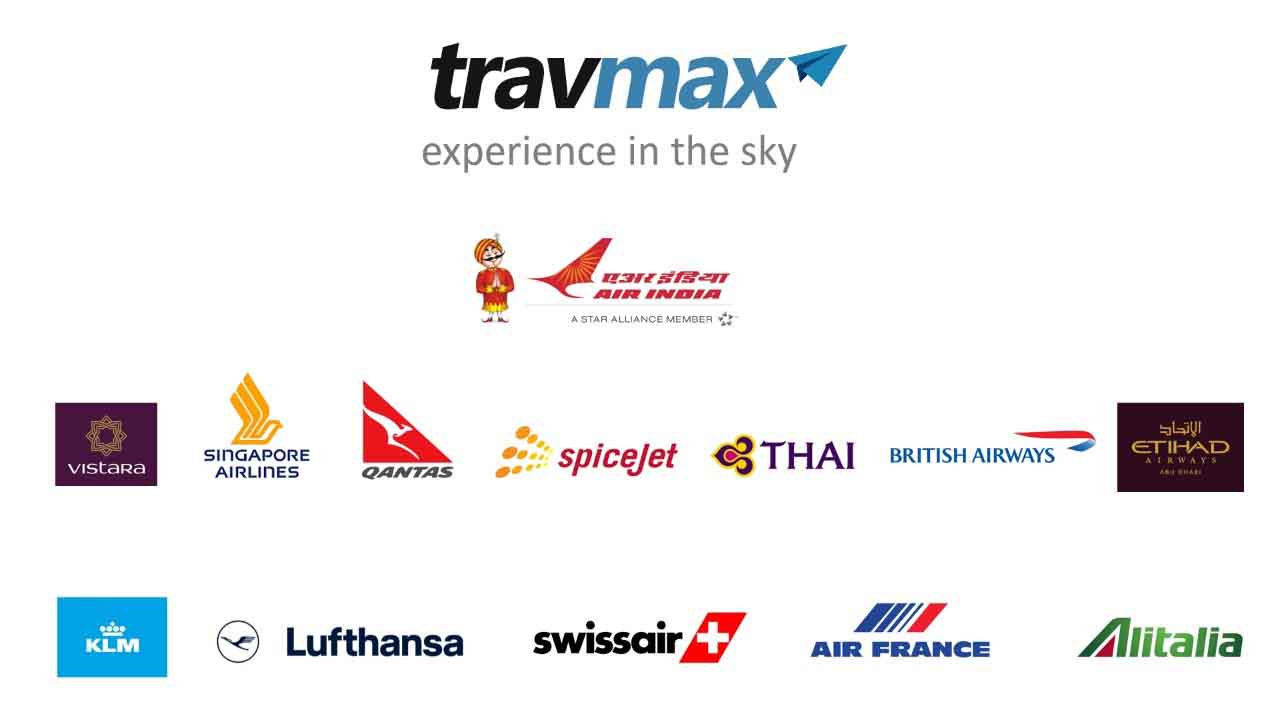 travmax
experience in the sky
एअर इंडिया
AIR INDIA
A STAR ALLIANCE MEMBER
vistara
SINGAPORE
AIRLINES
QANTAS
spiceJet
THAI
BRITISH AIRWAYS
الإتحاد
ETIHAD
AIRWAYS
ABU DHABI
KLM
Lufthansa
swissair
AIR FRANCE
Alitalia